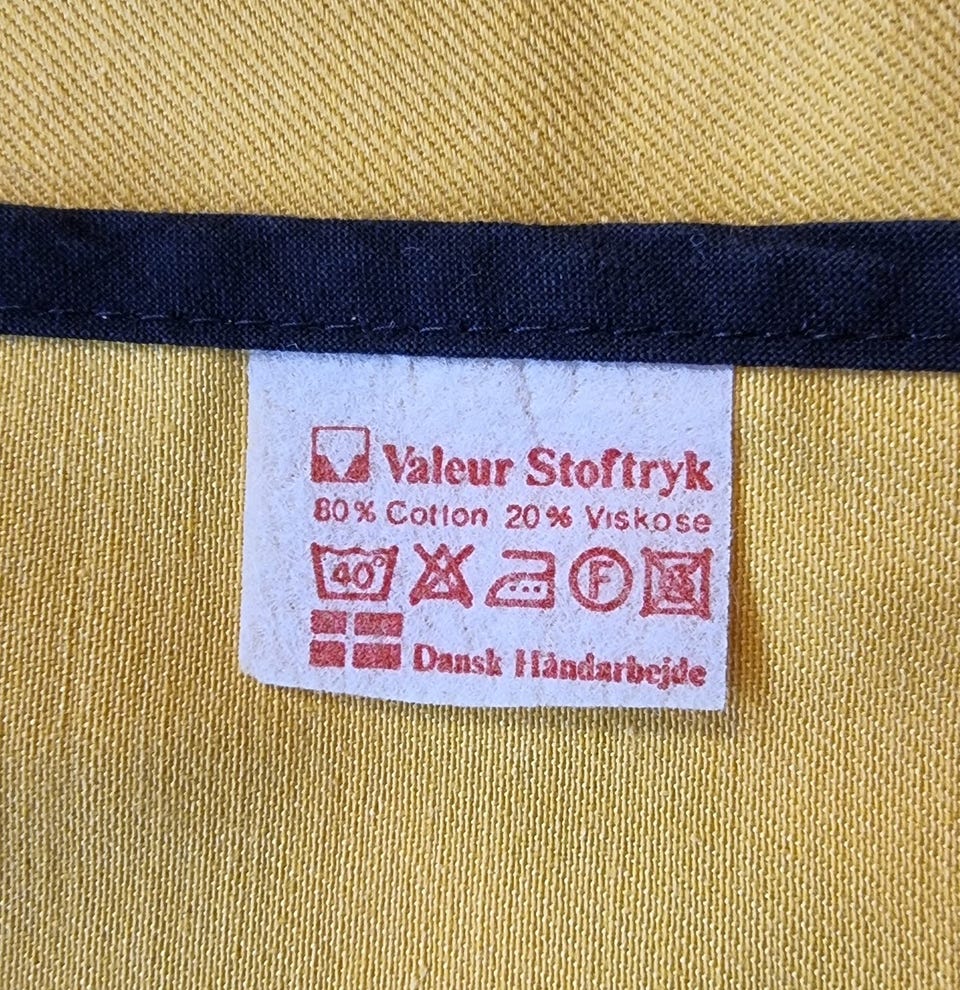 Valeur Stoftryk
80% Cotton 20% Viskose
40° F
Dansk Håndarbejde